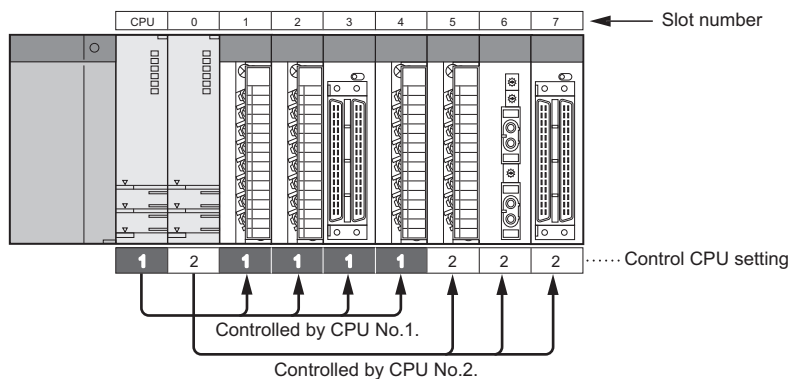 CPU 0 1 2 3 4 5 6 7 Slot number
1 2 1 1 1 1 2 2 2 ······ Control CPU setting
Controlled by CPU No.1.
Controlled by CPU No.2.